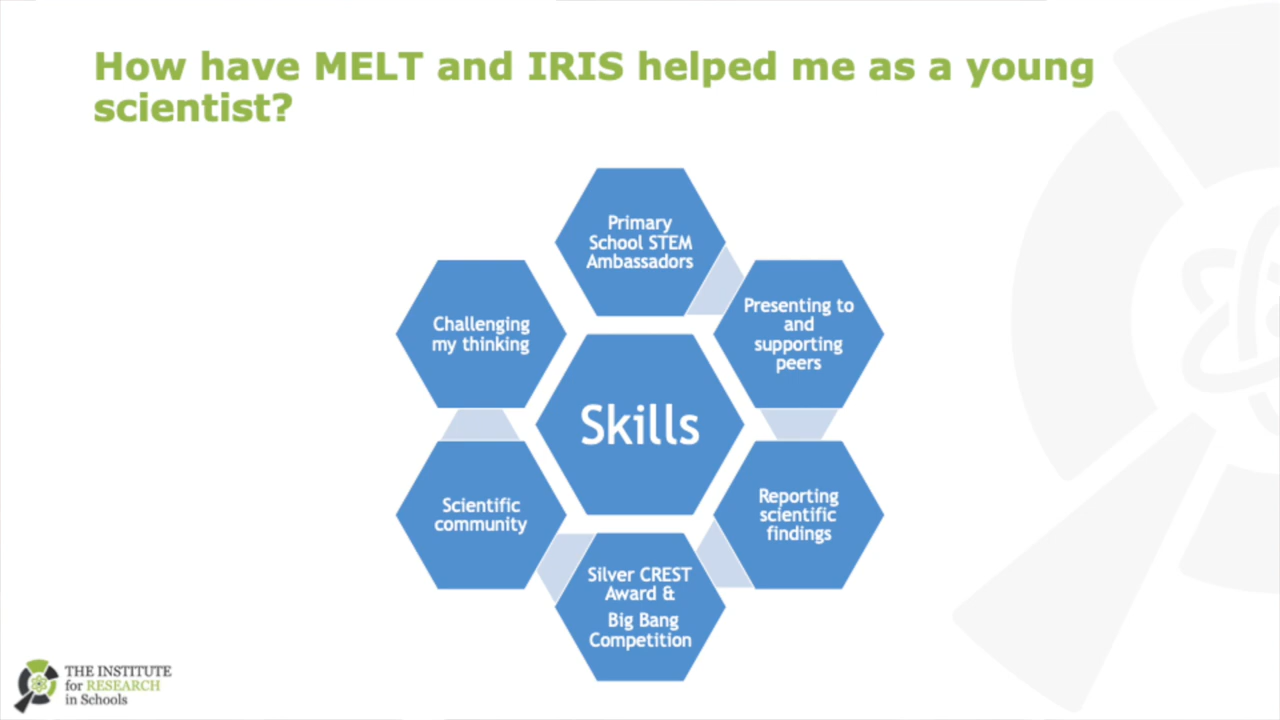 How have MELT and IRIS helped me as a young
scientist?
Primary
School STEM
Ambassadors
Presenting to
and
supporting
peers
Reporting
scientific
findings
Silver CREST
Award &
Big Bang
Competition
Scientific
community
Challenging
my thinking
Skills
THE INSTITUTE
for RESEARCH
in Schools